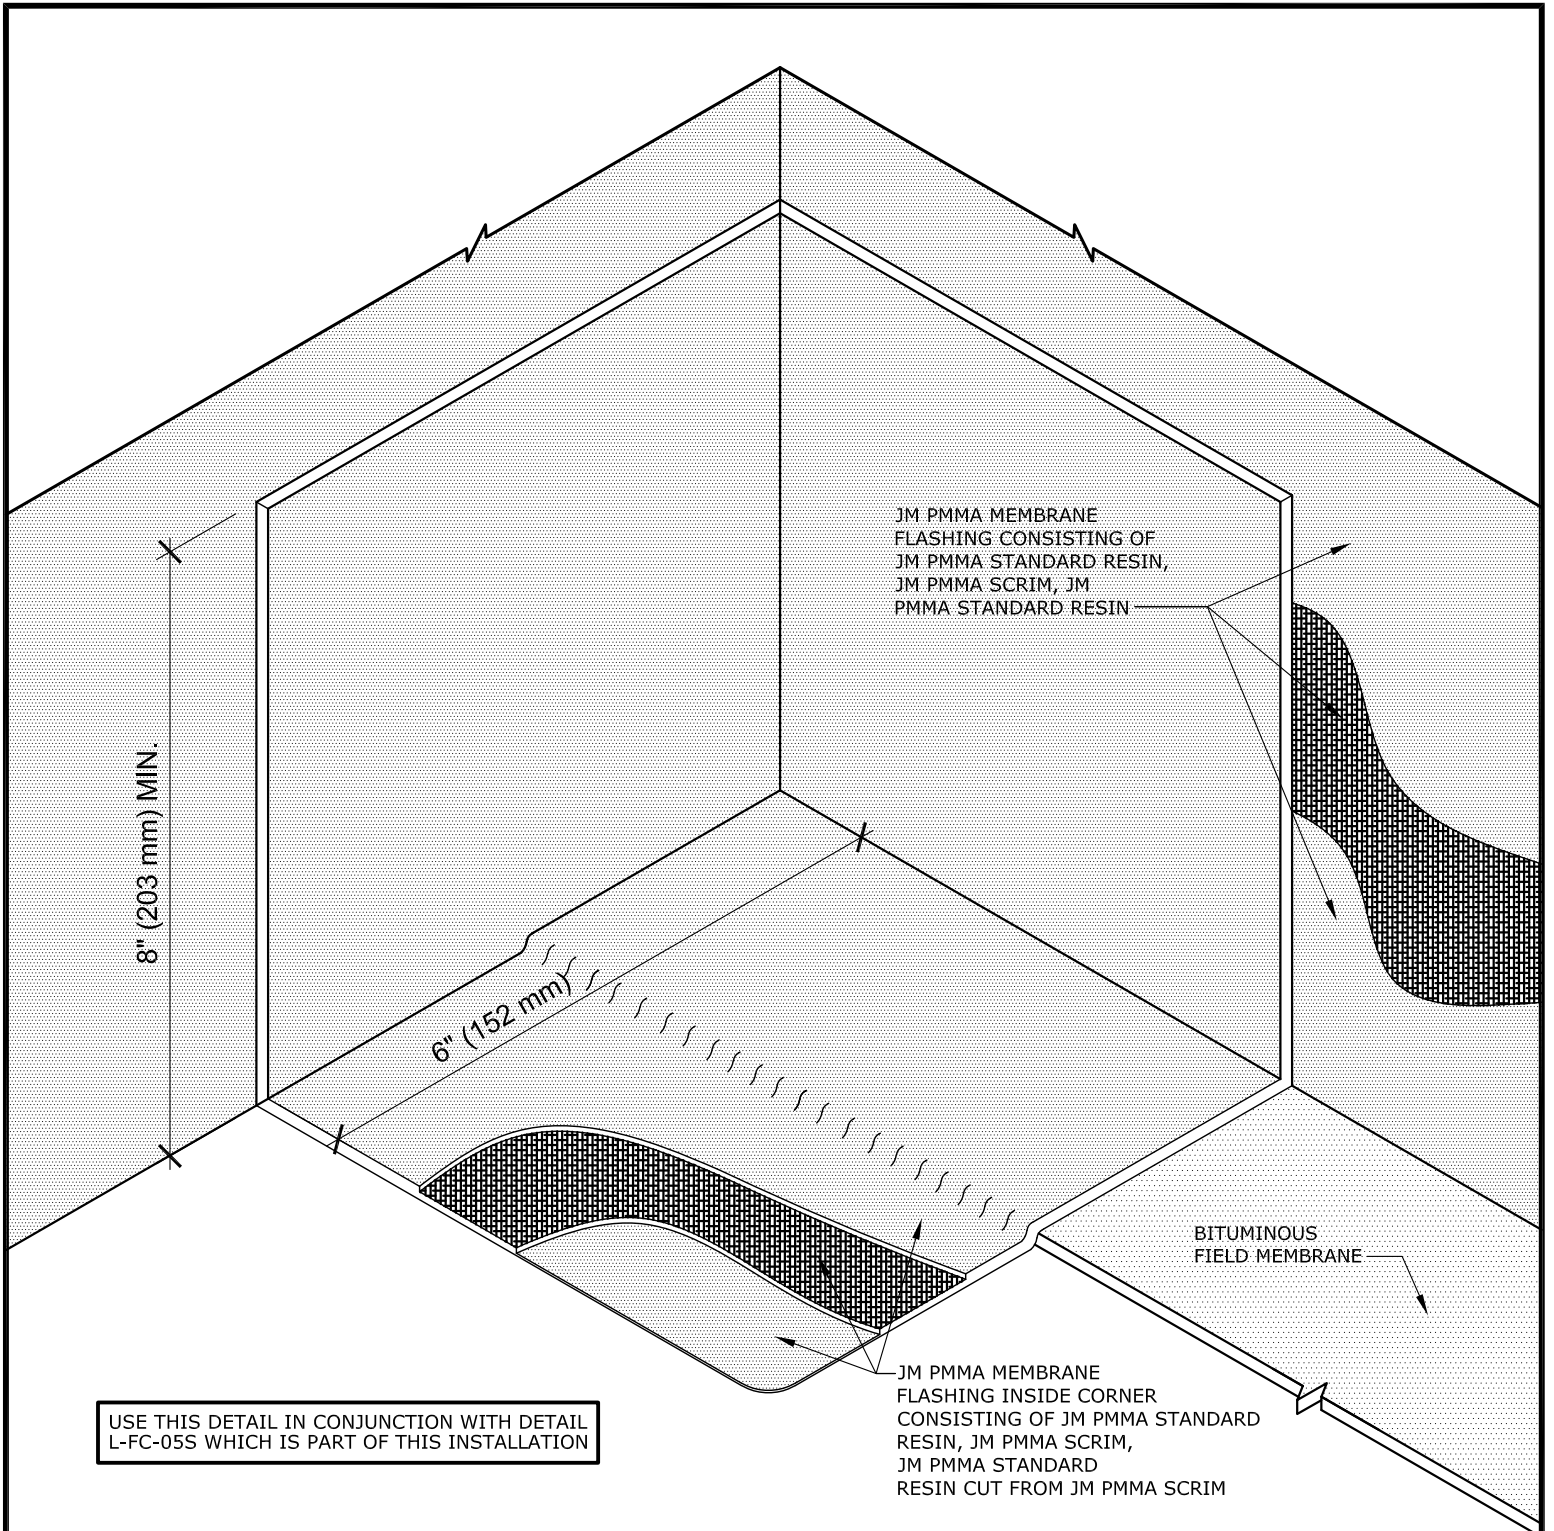 JM PMMA MEMBRANE
FLASHING CONSISTING OF
JM PMMA STANDARD RESIN,
JM PMMA SCRIM, JM
PMMA STANDARD RESIN
8" (203 mm) MIN.
6" (152 mm)
BITUMINOUS
FIELD MEMBRANE
JM PMMA MEMBRANE
FLASHING INSIDE CORNER
CONSISTING OF JM PMMA STANDARD
RESIN, JM PMMA SCRIM,
JM PMMA STANDARD
RESIN CUT FROM JM PMMA SCRIM
USE THIS DETAIL IN CONJUNCTION WITH DETAIL
L-FC-05S WHICH IS PART OF THIS INSTALLATION